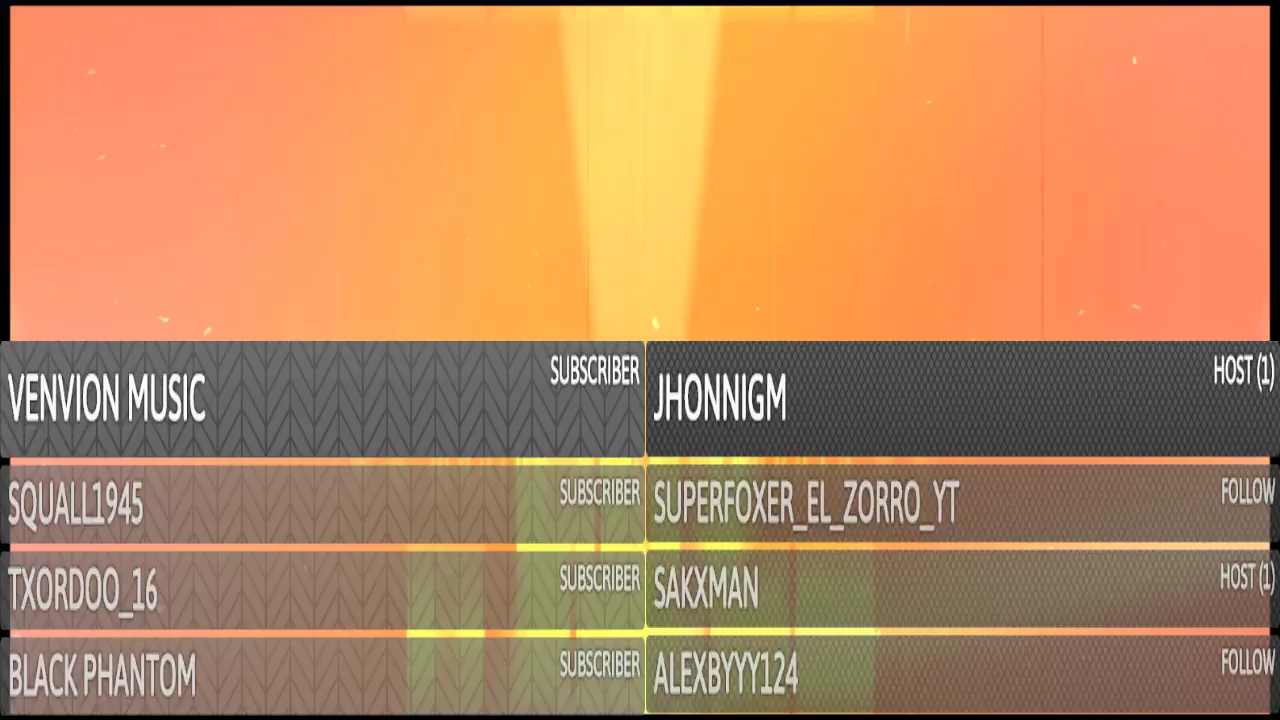 VENVION MUSIC SUBSCRIBER
SQUALL1945 SUBSCRIBER
TXORDOO_16 SUBSCRIBER
BLACK PHANTOM SUBSCRIBER
JHONNIGM HOST (1)
SUPERFOXER_EL_ZORRO_YT FOLLOW
SAKXMAN HOST (1)
ALEXBYYY124 FOLLOW